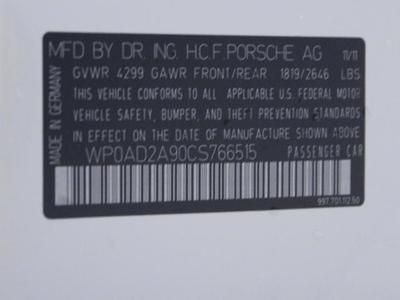 MFD BY DR. ING. H.C.F. PORSCHE AG 11/11
GVWR 4299 GAWR FRONT/REAR 1819/2646 LBS
THIS VEHICLE CONFORMS TO ALL APPLICABLE U.S. FEDERAL MOTOR
VEHICLE SAFETY, BUMPER, AND THEFT PREVENTION STANDARDS
IN EFFECT ON THE DATE OF MANUFACTURE SHOWN ABOVE.
WP0AD2A90CS766515 PASSENGER CAR
997.701.112.50
MADE IN GERMANY